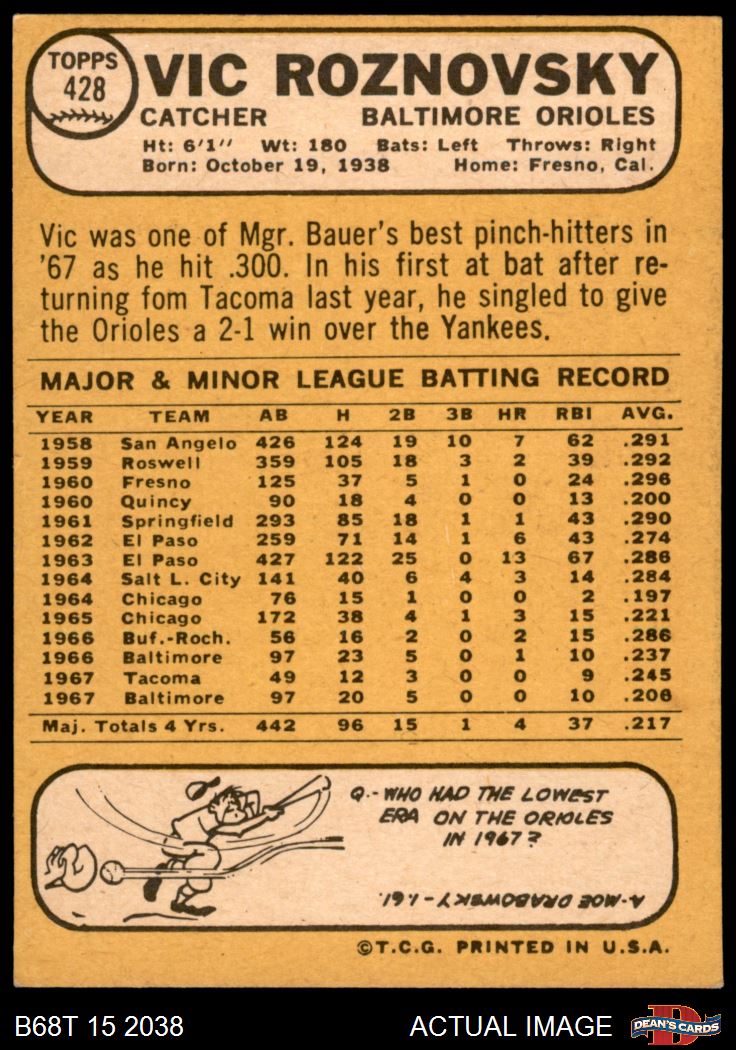 TOPPS
428
VIC ROZNOVSKY
CATCHER BALTIMORE ORIOLES
Ht: 6'1" Wt: 180 Bats: Left Throws: Right
Born: October 19, 1938 Home: Fresno, Cal.
Vic was one of Mgr. Bauer's best pinch-hitters in
'67 as he hit .300. In his first at bat after re-
turning fom Tacoma last year, he singled to give
the Orioles a 2-1 win over the Yankees.
MAJOR & MINOR LEAGUE BATTING RECORD
YEAR TEAM AB H 2B 3B HR RBI AVG.
1958 San Angelo 426 124 19 10 7 62 .291
1959 Roswell 359 105 18 3 2 39 .292
1960 Fresno 125 37 5 1 0 24 .296
1960 Quincy 90 18 4 0 0 13 .200
1961 Springfield 293 85 18 1 1 43 .290
1962 El Paso 259 71 14 1 6 43 .274
1963 El Paso 427 122 25 0 13 67 .286
1964 Salt L. City 141 40 6 4 3 14 .284
1964 Chicago 76 15 1 0 0 2 .197
1965 Chicago 172 38 4 1 3 15 .221
1966 Buf.-Roch. 56 16 2 0 2 15 .286
1966 Baltimore 97 23 5 0 1 10 .237
1967 Tacoma 49 12 3 0 0 9 .245
1967 Baltimore 97 20 5 0 0 10 .206
Maj. Totals 4 Yrs. 442 96 15 1 4 37 .217
Q.-WHO HAD THE LOWEST
ERA ON THE ORIOLES
IN 1967?
A-MOE DRABOWSKY-1.61.
©T.C.G. PRINTED IN U.S.A.
B68T 15 2038 ACTUAL IMAGE DEAN'S CARDS